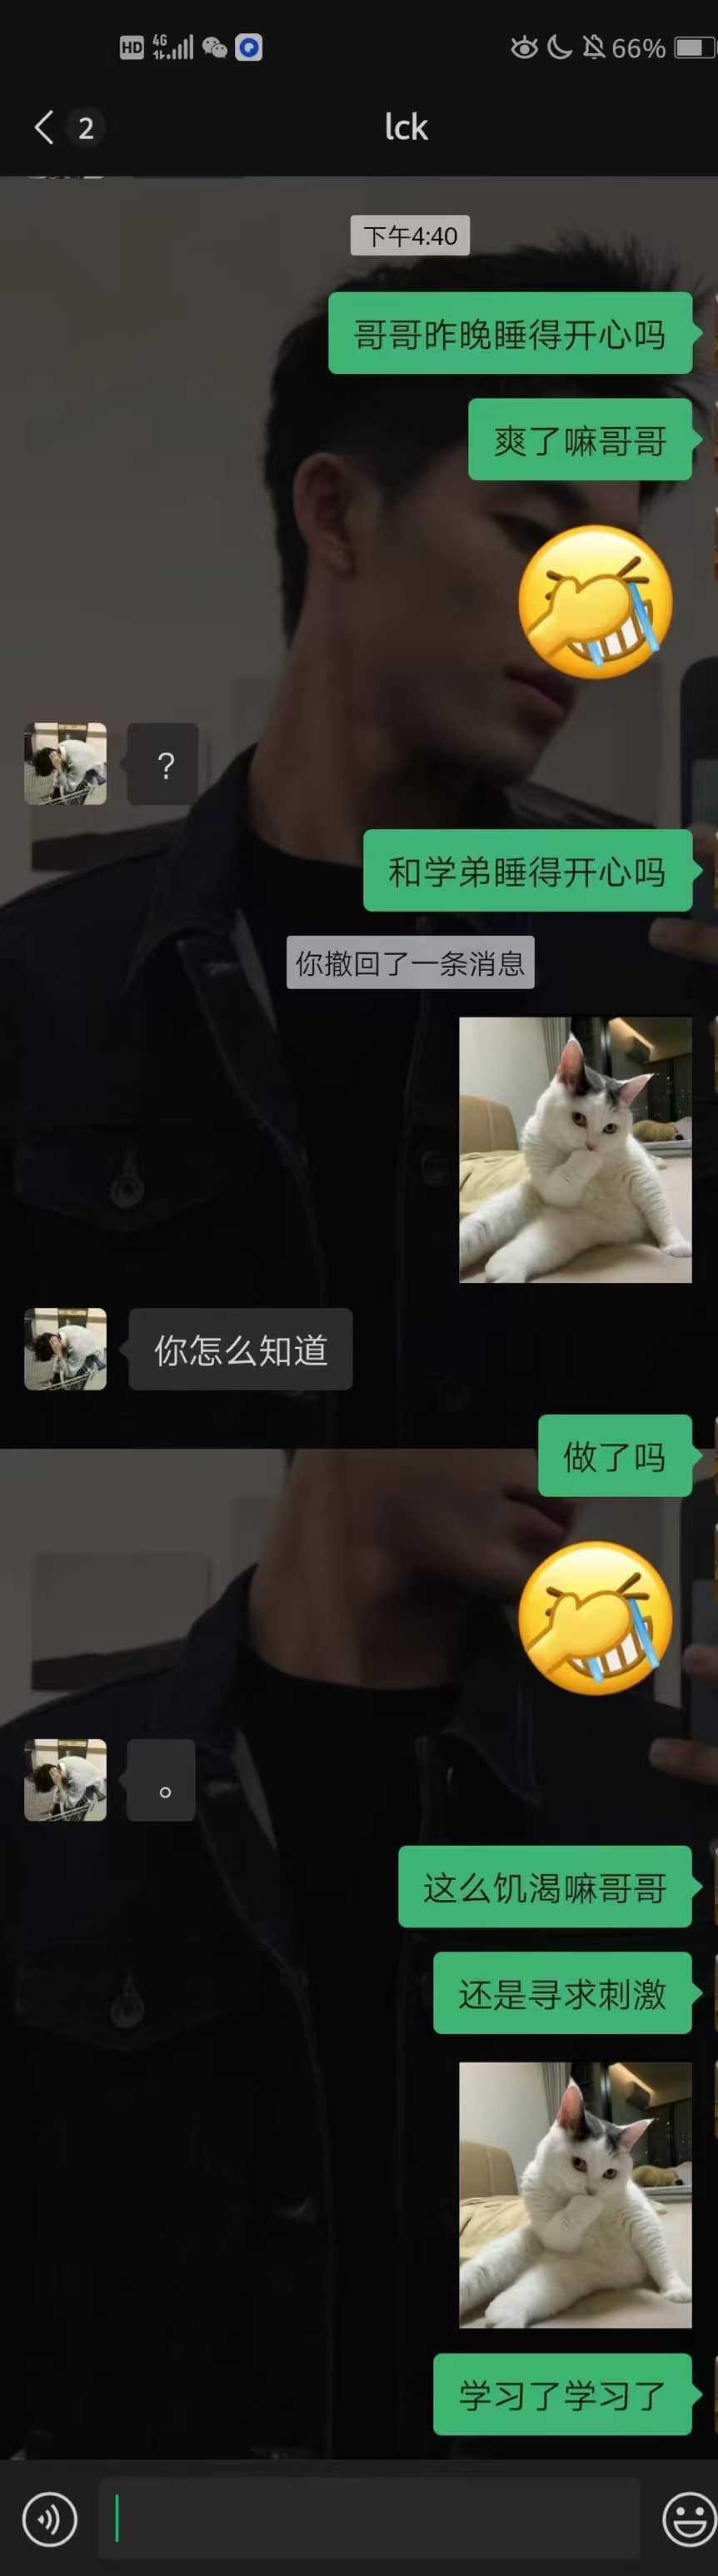 HD 4G 66%
2 lck
下午4:40
哥哥昨晚睡得开心吗
爽了嘛哥哥
?
和学弟睡得开心吗
你撤回了一条消息
你怎么知道
做了吗
。
这么饥渴嘛哥哥
还是寻求刺激
学习了学习了